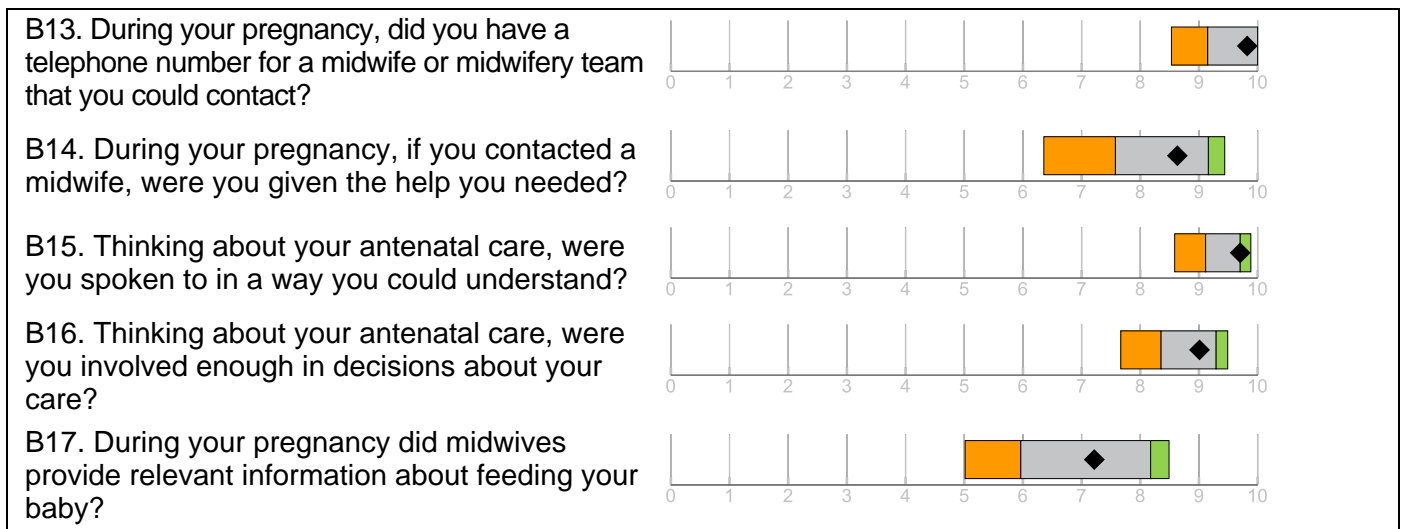 B13. During your pregnancy, did you have a
telephone number for a midwife or midwifery team
that you could contact?
0 1 2 3 4 5 6 7 8 9 10
B14. During your pregnancy, if you contacted a
midwife, were you given the help you needed?
0 1 2 3 4 5 6 7 8 9 10
B15. Thinking about your antenatal care, were
you spoken to in a way you could understand?
0 1 2 3 4 5 6 7 8 9 10
B16. Thinking about your antenatal care, were
you involved enough in decisions about your
care?
0 1 2 3 4 5 6 7 8 9 10
B17. During your pregnancy did midwives
provide relevant information about feeding your
baby?
0 1 2 3 4 5 6 7 8 9 10